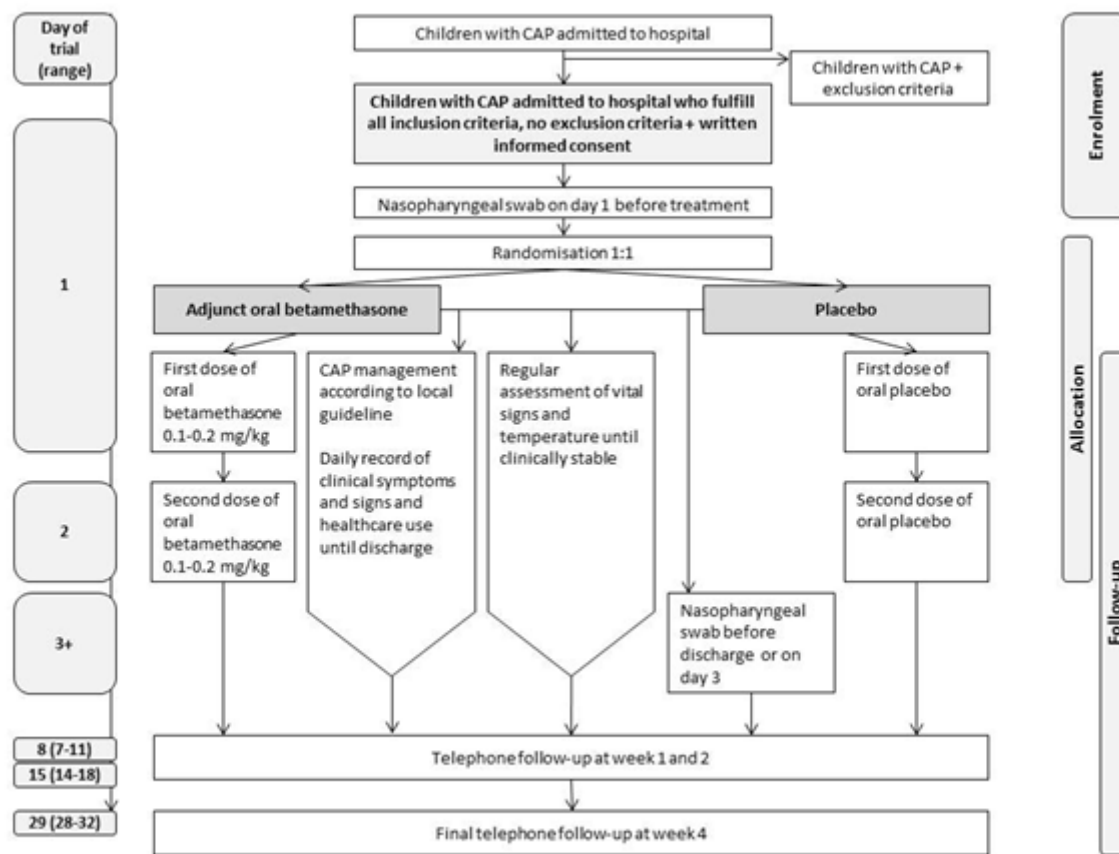 Day of
trial
(range)
Children with CAP admitted to hospital
Children with CAP +
exclusion criteria
Children with CAP admitted to hospital who fulfill
all inclusion criteria, no exclusion criteria + written
informed consent
Enrolment
Nasopharyngeal swab on day 1 before treatment
Randomisation 1:1
1
Adjunct oral betamethasone
Placebo
First dose of
oral
betamethasone
0.1-0.2 mg/kg
CAP management
according to local
guideline
Daily record of
clinical symptoms
and signs and
healthcare use
until discharge
Regular
assessment of vital
signs and
temperature until
clinically stable
First dose of
oral placebo
Allocation
2
Second dose of
oral
betamethasone
0.1-0.2 mg/kg
Second dose of
oral placebo
3+
Nasopharyngeal
swab before
discharge or on
day 3
Follow-up
8 (7-11)
15 (14-18)
Telephone follow-up at week 1 and 2
29 (28-32)
Final telephone follow-up at week 4